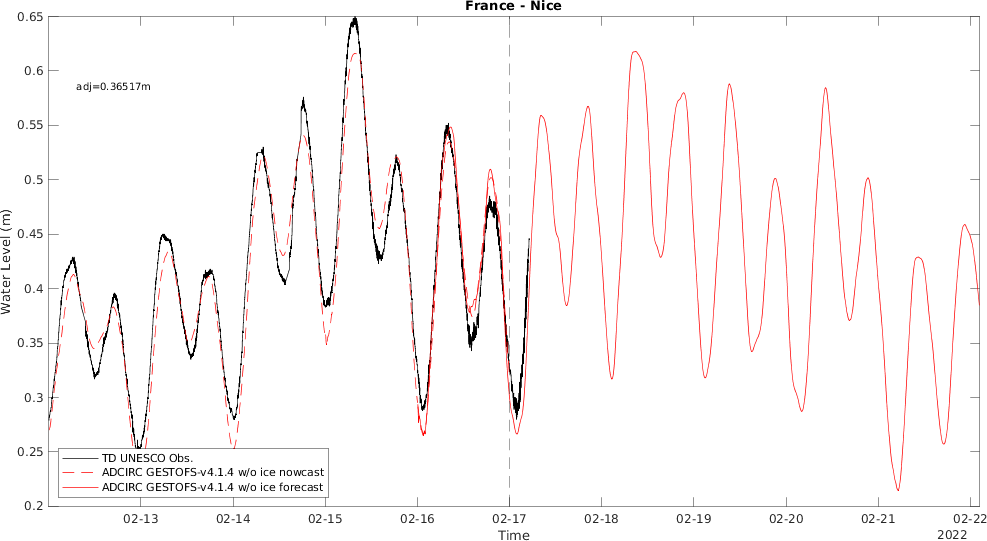 France - Nice
0.65
0.6
0.55
0.5
0.45
0.4
0.35
0.3
0.25
0.2
Water Level (m)
adj=0.36517m
TD UNESCO Obs.
ADCIRC GESTOFS-v4.1.4 w/o ice nowcast
ADCIRC GESTOFS-v4.1.4 w/o ice forecast
02-13 02-14 02-15 02-16 02-17 02-18 02-19 02-20 02-21 02-22
Time
2022